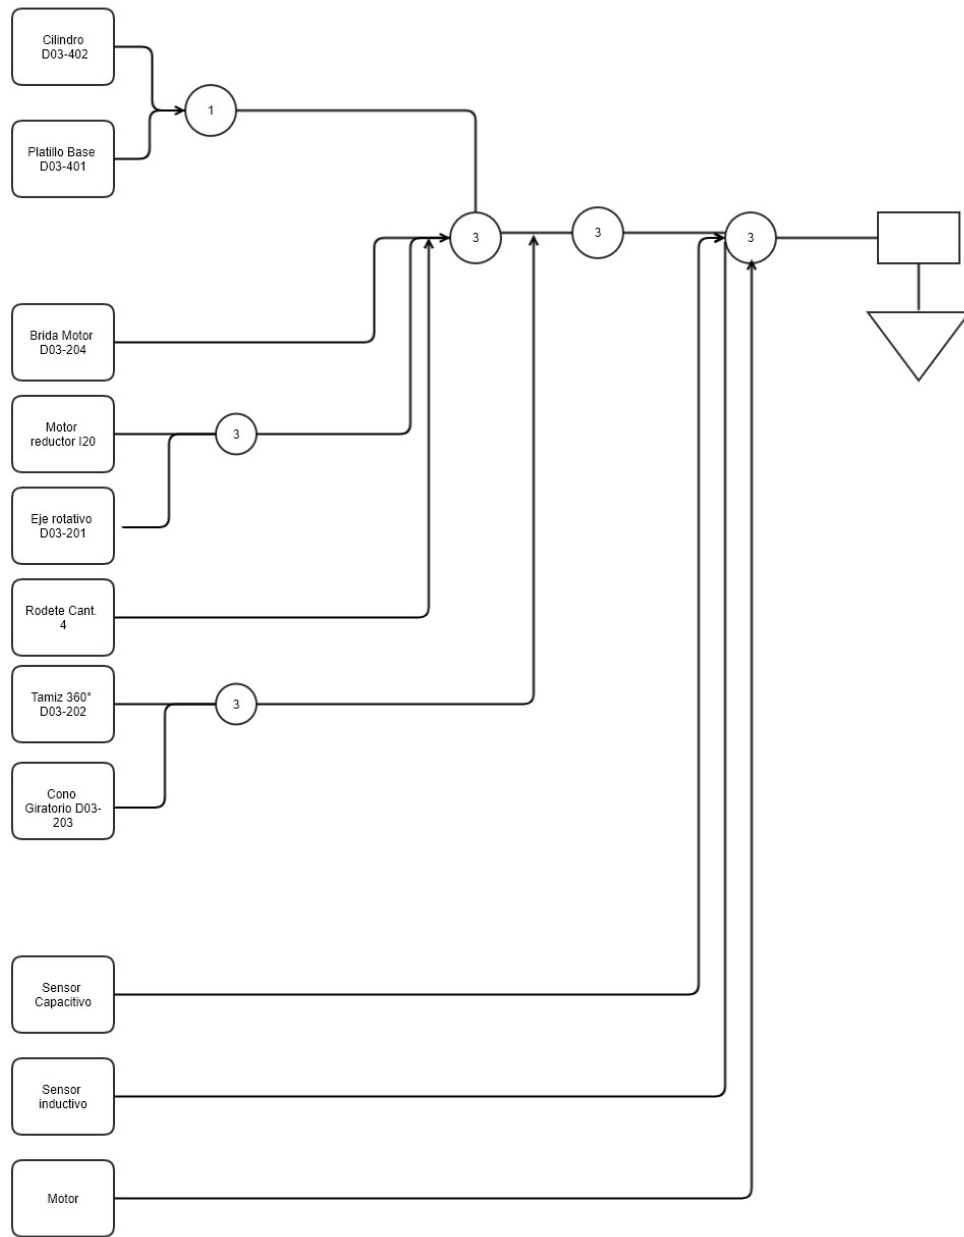 Cilindro
D03-402
1
Platillo Base
D03-401
3
3
3
Brida Motor
D03-204
Motor
reductor I20
3
Eje rotativo
D03-201
Rodete Cant.
4
Tamiz 360°
D03-202
3
Cono
Giratorio D03-
203
Sensor
Capacitivo
Sensor
inductivo
Motor